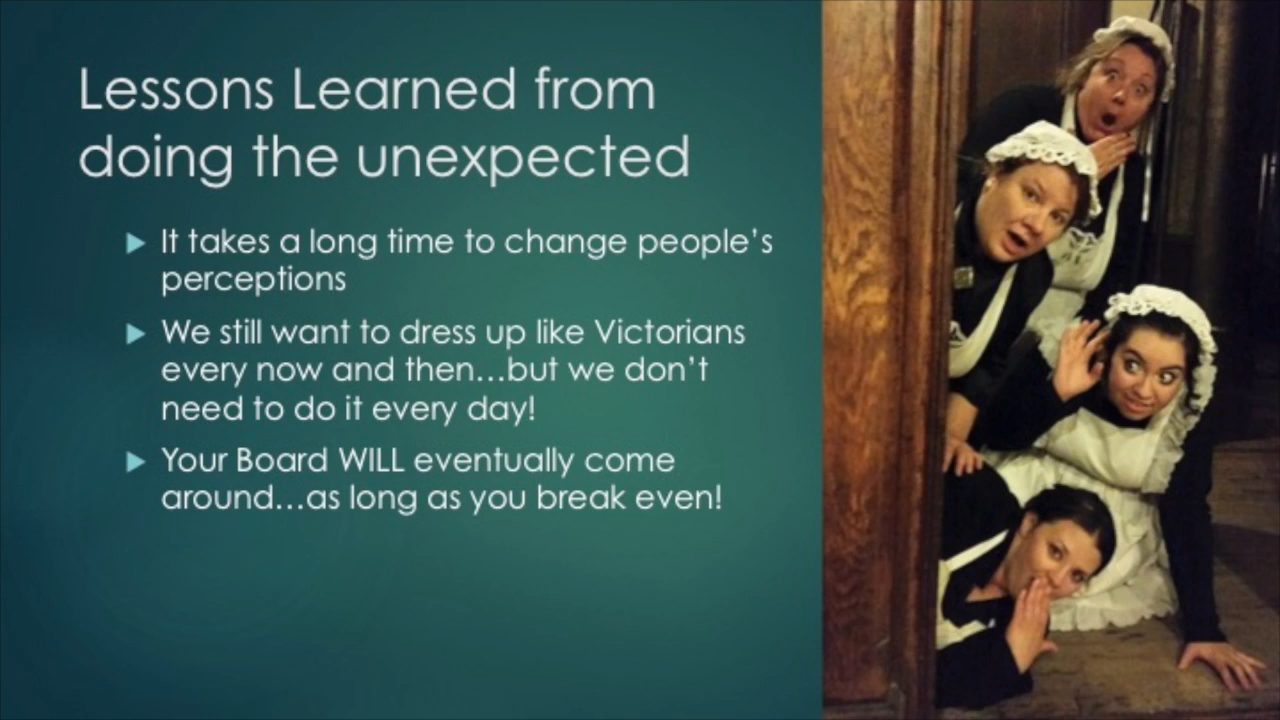 Lessons Learned from
doing the unexpected
It takes a long time to change people’s
perceptions
We still want to dress up like Victorians
every now and then…but we don’t
need to do it every day!
Your Board WILL eventually come
around…as long as you break even!